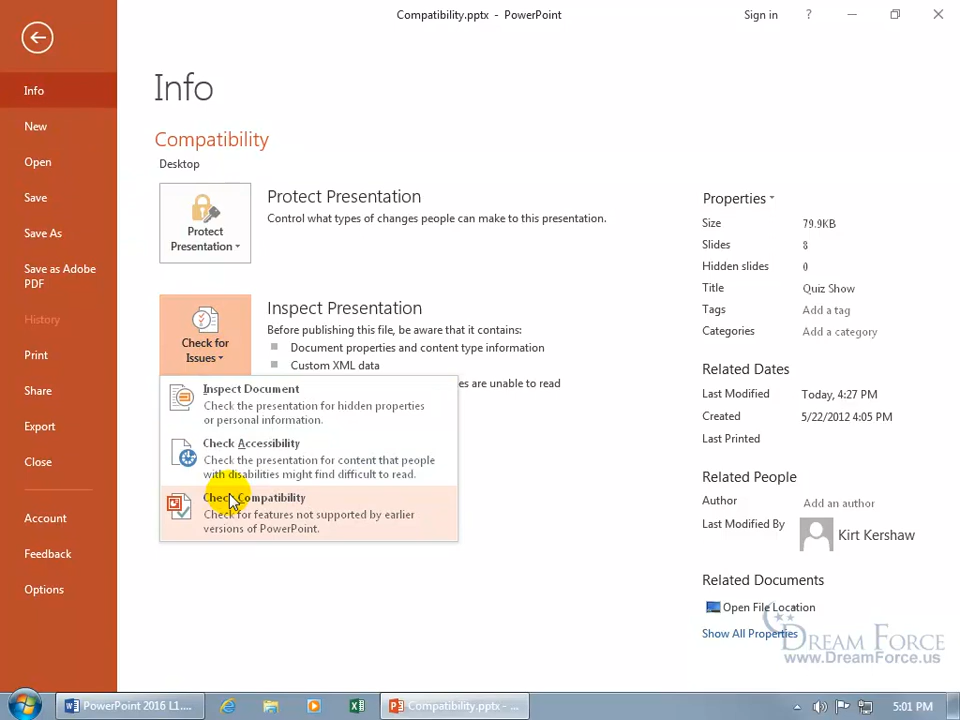 Compatibility.pptx - PowerPoint
Sign in
?
Info
New
Open
Save
Save As
Save as Adobe
PDF
History
Print
Share
Export
Close
Account
Feedback
Options
Info
Compatibility
Desktop
Protect
Presentation
Protect Presentation
Control what types of changes people can make to this presentation.
Check for
Issues
Inspect Presentation
Before publishing this file, be aware that it contains:
Document properties and content type information
Custom XML data
es are unable to read
Inspect Document
Check the presentation for hidden properties
or personal information.
Check Accessibility
Check the presentation for content that people
with disabilities might find difficult to read.
Check Compatibility
Check for features not supported by earlier
versions of PowerPoint.
Properties
Size 79.9KB
Slides 8
Hidden slides 0
Title Quiz Show
Tags Add a tag
Categories Add a category
Related Dates
Last Modified Today, 4:27 PM
Created 5/22/2012 4:05 PM
Last Printed
Related People
Author Add an author
Last Modified By Kirt Kershaw
Related Documents
Open File Location
Show All Properties
DREAM FORCE
www.DreamForce.us
PowerPoint 2016 L1....
Compatibility.pptx - ...
5:01 PM